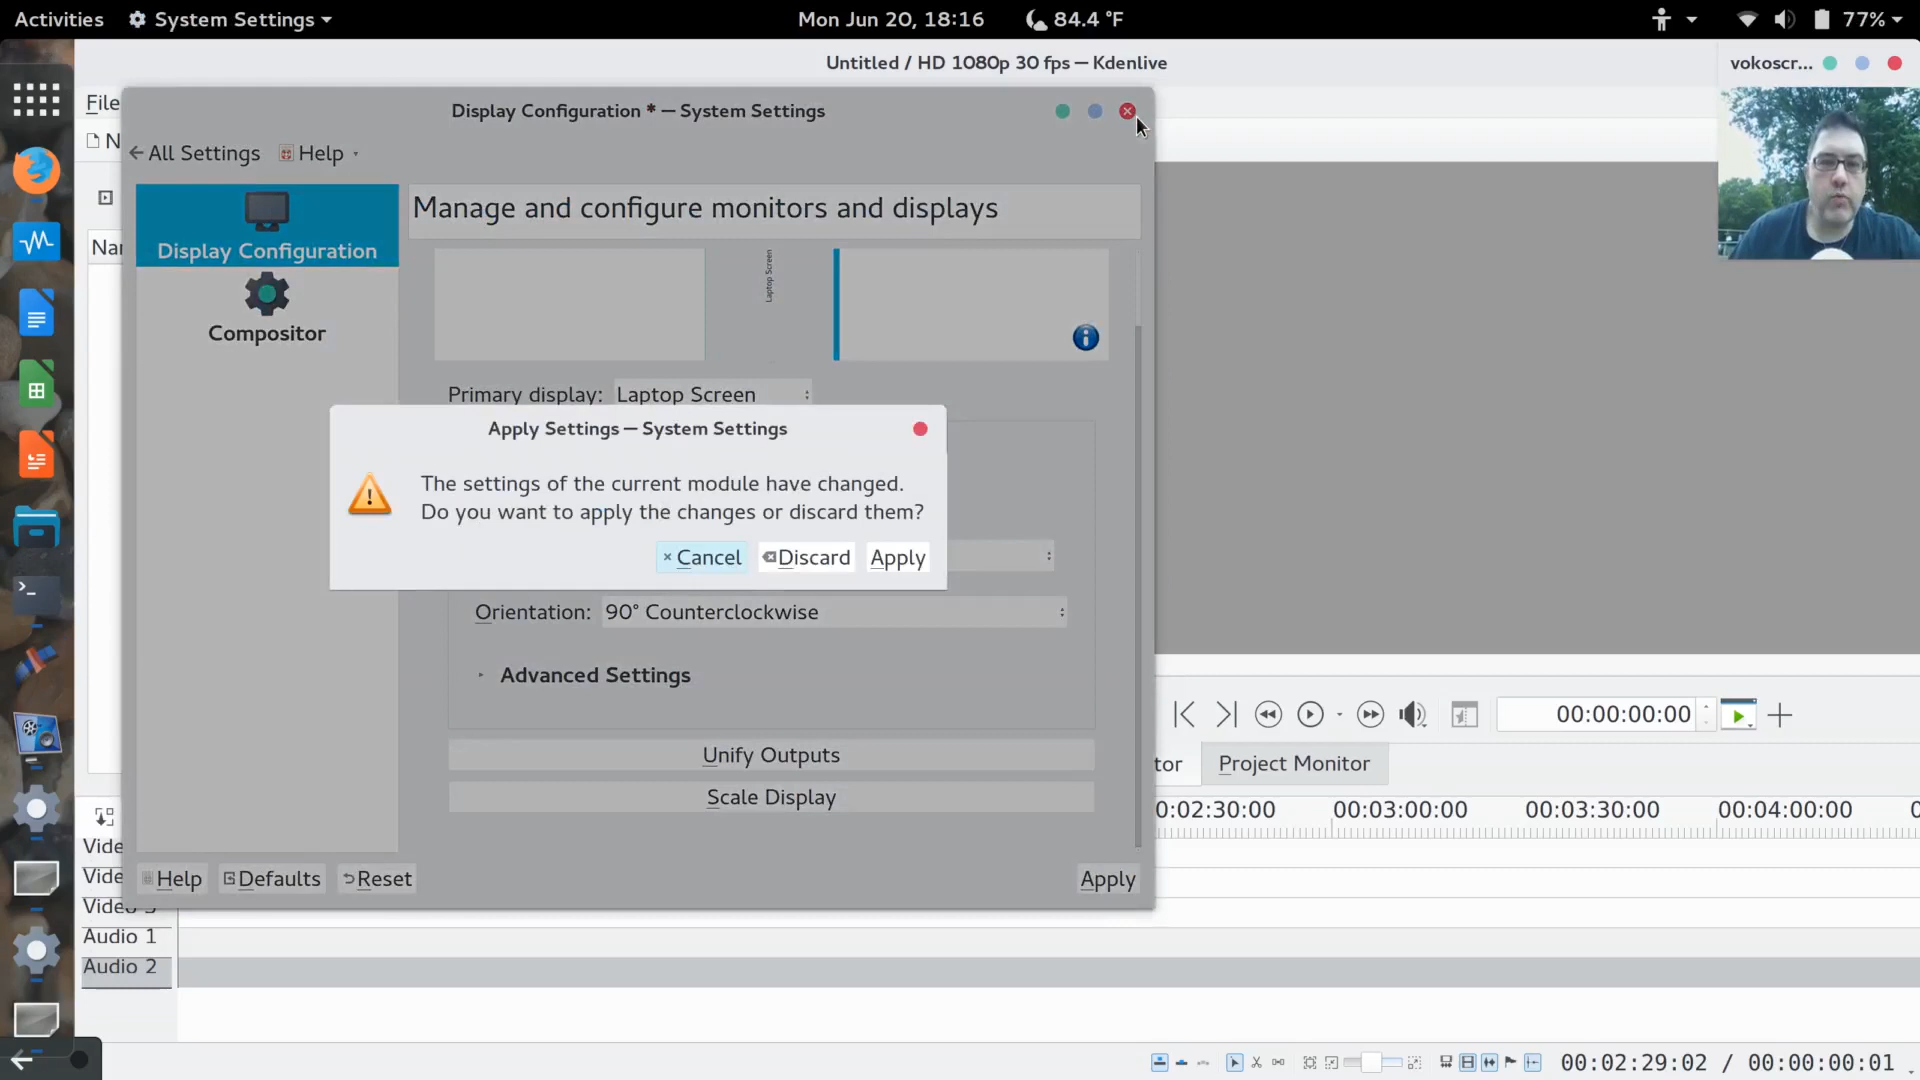 Activities System Settings Mon Jun 20, 18:16 84.4 °F 77%
Untitled / HD 1080p 30 fps — Kdenlive
vokoscr...
File
Display Configuration * — System Settings
N
All Settings Help
Manage and configure monitors and displays
Display Configuration
Nar
Laptop Screen
Compositor
Primary display: Laptop Screen
Apply Settings — System Settings
The settings of the current module have changed.
Do you want to apply the changes or discard them?
Cancel Discard Apply
Orientation: 90° Counterclockwise
Advanced Settings
00:00:00:00
Unify Outputs
tor Project Monitor
Scale Display
0:02:30:00 00:03:00:00 00:03:30:00 00:04:00:00
Vide
Help Defaults Reset Apply
Vide
Audio 1
Audio 2
00:02:29:02 / 00:00:00:01